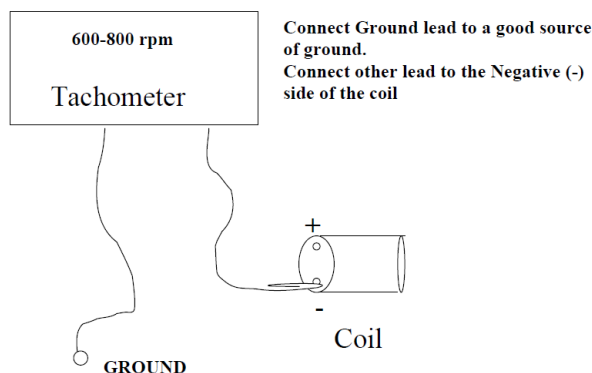 600-800 rpm
Tachometer
Connect Ground lead to a good source
of ground.
Connect other lead to the Negative (-)
side of the coil
+
-
Coil
GROUND